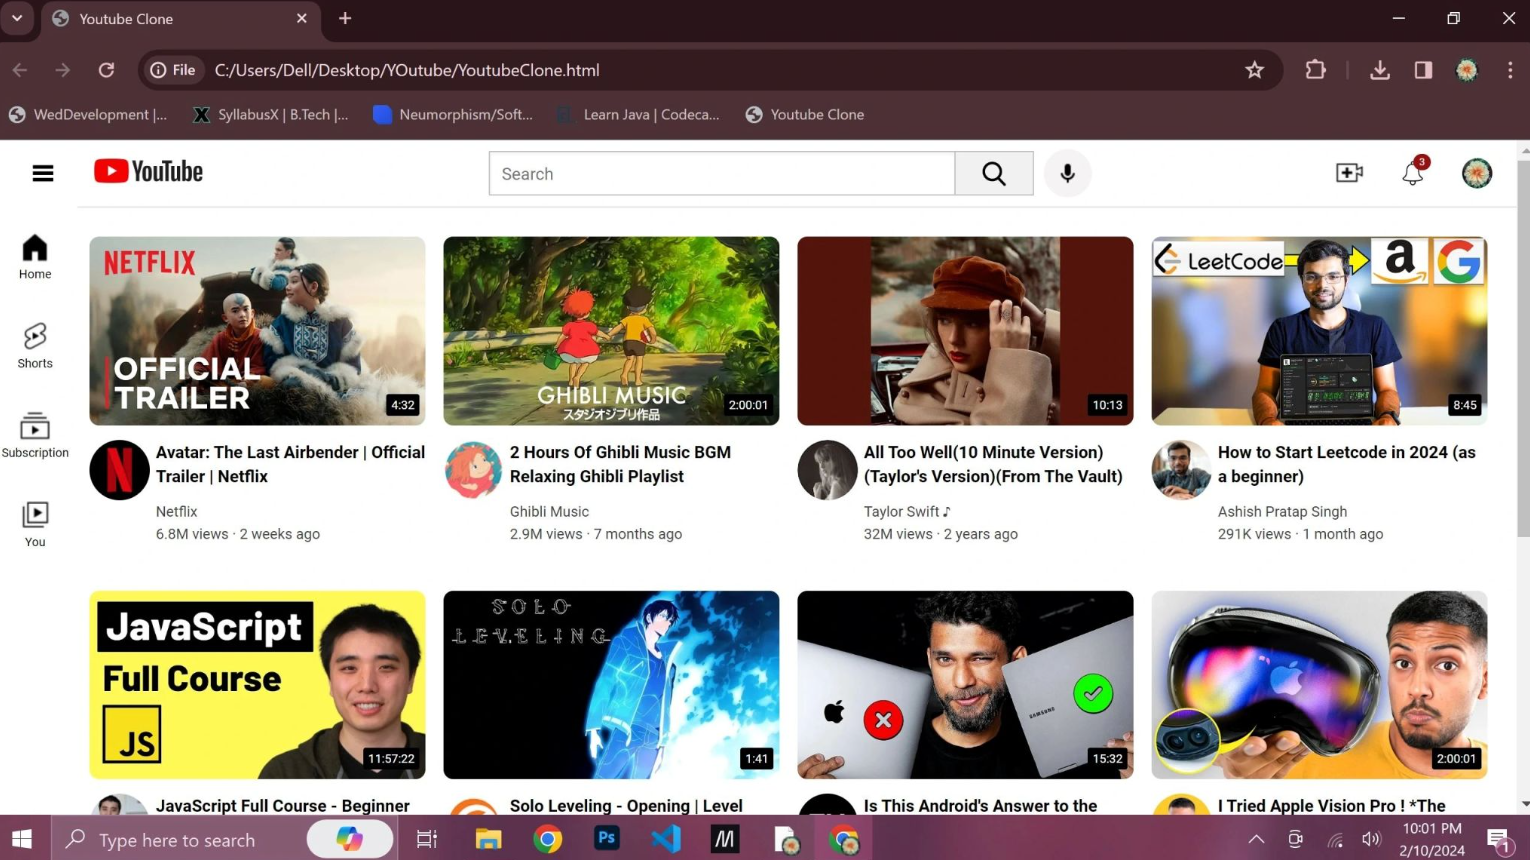 Youtube Clone
File C:/Users/Dell/Desktop/YOutube/YoutubeClone.html
WedDevelopment |... SyllabusX | B.Tech |... Neumorphism/Soft... Learn Java | Codeca... Youtube Clone
YouTube Search 3
Home
Shorts
Subscription
You
NETFLIX
OFFICIAL
TRAILER
4:32
Avatar: The Last Airbender | Official
Trailer | Netflix
Netflix
6.8M views · 2 weeks ago
GHIBLI MUSIC
スタジオジブリ作品
2:00:01
2 Hours Of Ghibli Music BGM
Relaxing Ghibli Playlist
Ghibli Music
2.9M views · 7 months ago
10:13
All Too Well(10 Minute Version)
(Taylor's Version)(From The Vault)
Taylor Swift ♪
32M views · 2 years ago
LeetCode a G
8:45
How to Start Leetcode in 2024 (as
a beginner)
Ashish Pratap Singh
291K views · 1 month ago
JavaScript
Full Course
JS
11:57:22
JavaScript Full Course - Beginner
SOLO
LEVELING
1:41
Solo Leveling - Opening | Level
SAMSUNG
15:32
Is This Android's Answer to the
2:00:01
I Tried Apple Vision Pro ! *The
Type here to search Ps M
10:01 PM
2/10/2024
1